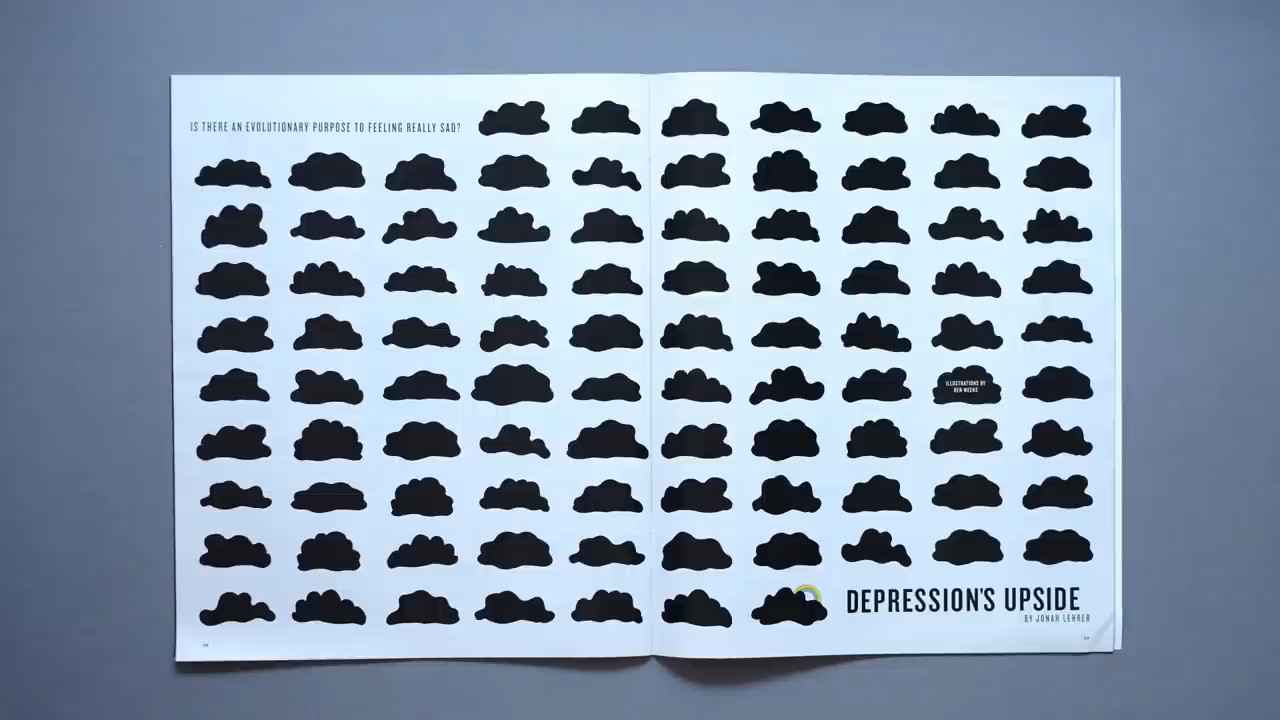 IS THERE AN EVOLUTIONARY PURPOSE TO FEELING REALLY SAD?
ILLUSTRATIONS BY
BEN WEEKS
DEPRESSION'S UPSIDE
BY JONAH LEHRER